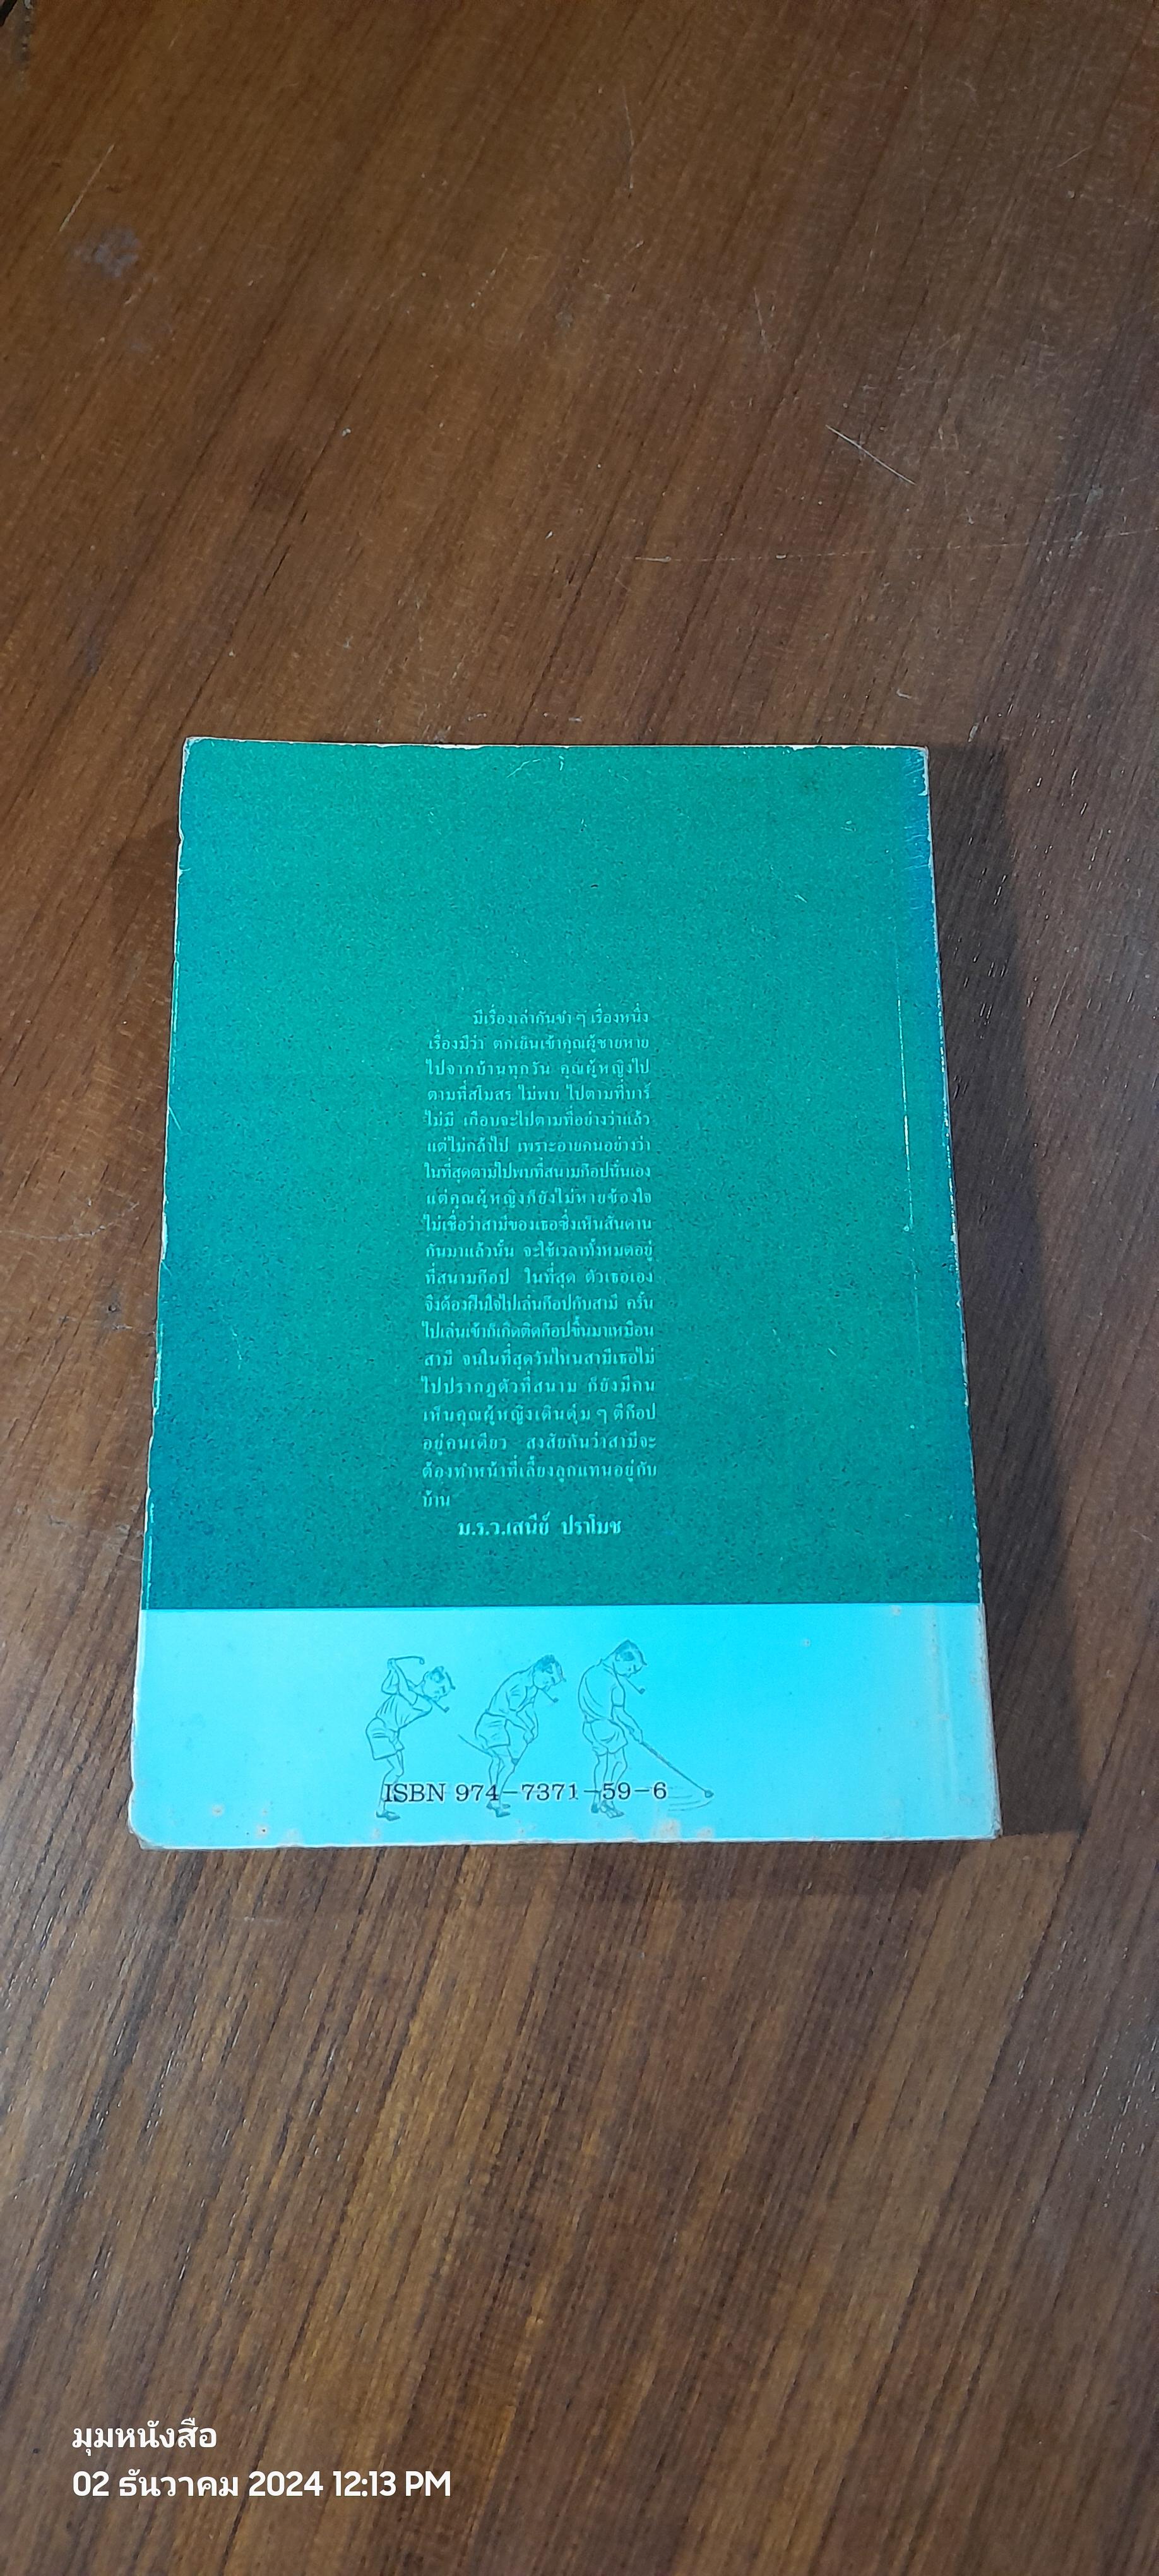 มีเรื่องเล่ากันขำ ๆ เรื่องหนึ่ง
เรื่องมีว่า ตกเย็นเข้าคุณผู้ชายหาย
ไปจากบ้านทุกวัน คุณผู้หญิงไป
ตามที่สโมสร ไม่พบ ไปตามที่บาร์
ไม่มี เกือบจะไปตามที่อย่างว่าแล้ว
แต่ไม่กล้าไป เพราะอายคนอย่างว่า
ในที่สุดตามไปพบที่สนามก๊อปนั่นเอง
แต่คุณผู้หญิงก็ยังไม่หายข้องใจ
ไม่เชื่อว่าสามีของเธอซึ่งเห็นสันดาน
กันมาแล้วนั้น จะใช้เวลาทั้งหมดอยู่
ที่สนามก๊อป ในที่สุด ตัวเธอเอง
จึงต้องฝืนใจไปเล่นก๊อปกับสามี ครั้น
ไปเล่นเข้าก็เกิดติดก๊อปขึ้นมาเหมือน
สามี จนในที่สุดวันไหนสามีเธอไม่
ไปปรากฏตัวที่สนาม ก็ยังมีคน
เห็นคุณผู้หญิงเดินดุ่ม ๆ ตีก๊อป
อยู่คนเดียว สงสัยกันว่าสามีจะ
ต้องทำหน้าที่เลี้ยงลูกแทนอยู่กับ
บ้าน
ม.ร.ว.เสนีย์ ปราโมช
ISBN 974-7371-59-6
มุมหนังสือ
02 ธันวาคม 2024 12:13 PM